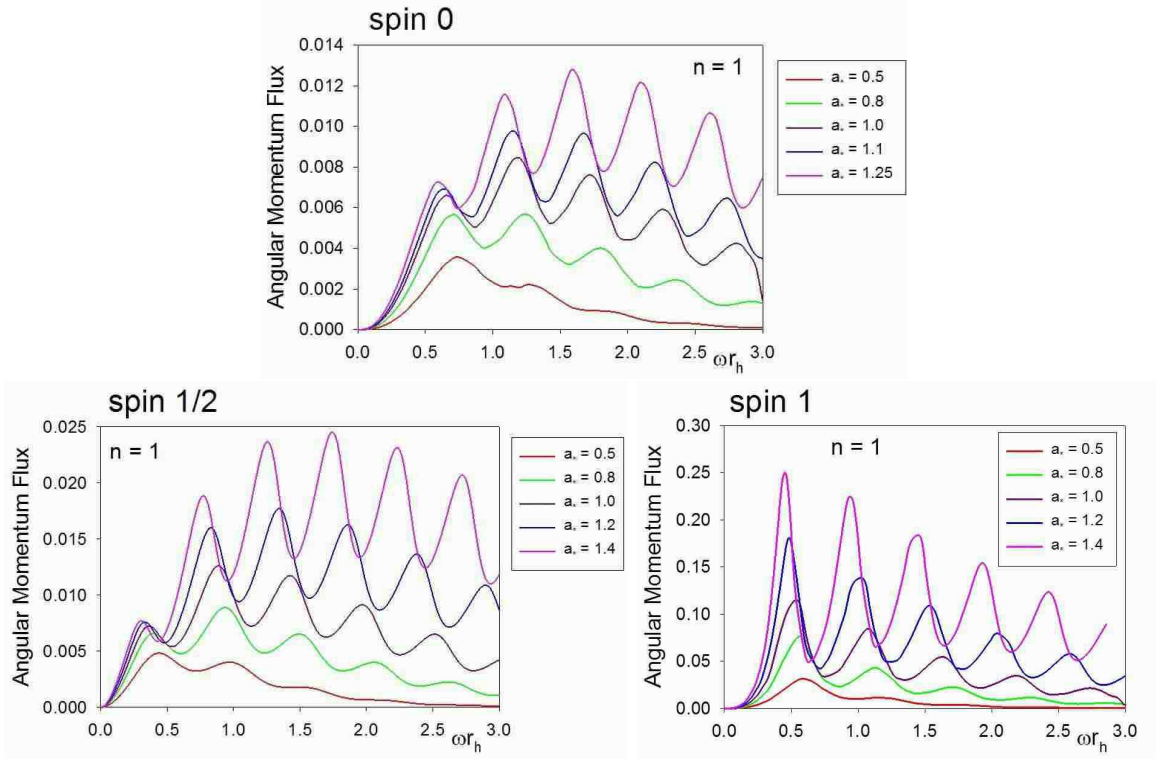 spin 0
Angular Momentum Flux
0.014
0.012
0.010
0.008
0.006
0.004
0.002
0.000
n = 1
a* = 0.5
a* = 0.8
a* = 1.0
a* = 1.1
a* = 1.25
0.0 0.5 1.0 1.5 2.0 2.5 3.0
ωrh
spin 1/2
Angular Momentum Flux
0.025
0.020
0.015
0.010
0.005
0.000
n = 1
a* = 0.5
a* = 0.8
a* = 1.0
a* = 1.2
a* = 1.4
0.0 0.5 1.0 1.5 2.0 2.5 3.0
ωrh
spin 1
Angular Momentum Flux
0.30
0.25
0.20
0.15
0.10
0.05
0.00
n = 1
a* = 0.5
a* = 0.8
a* = 1.0
a* = 1.2
a* = 1.4
0.0 0.5 1.0 1.5 2.0 2.5 3.0
ωrh